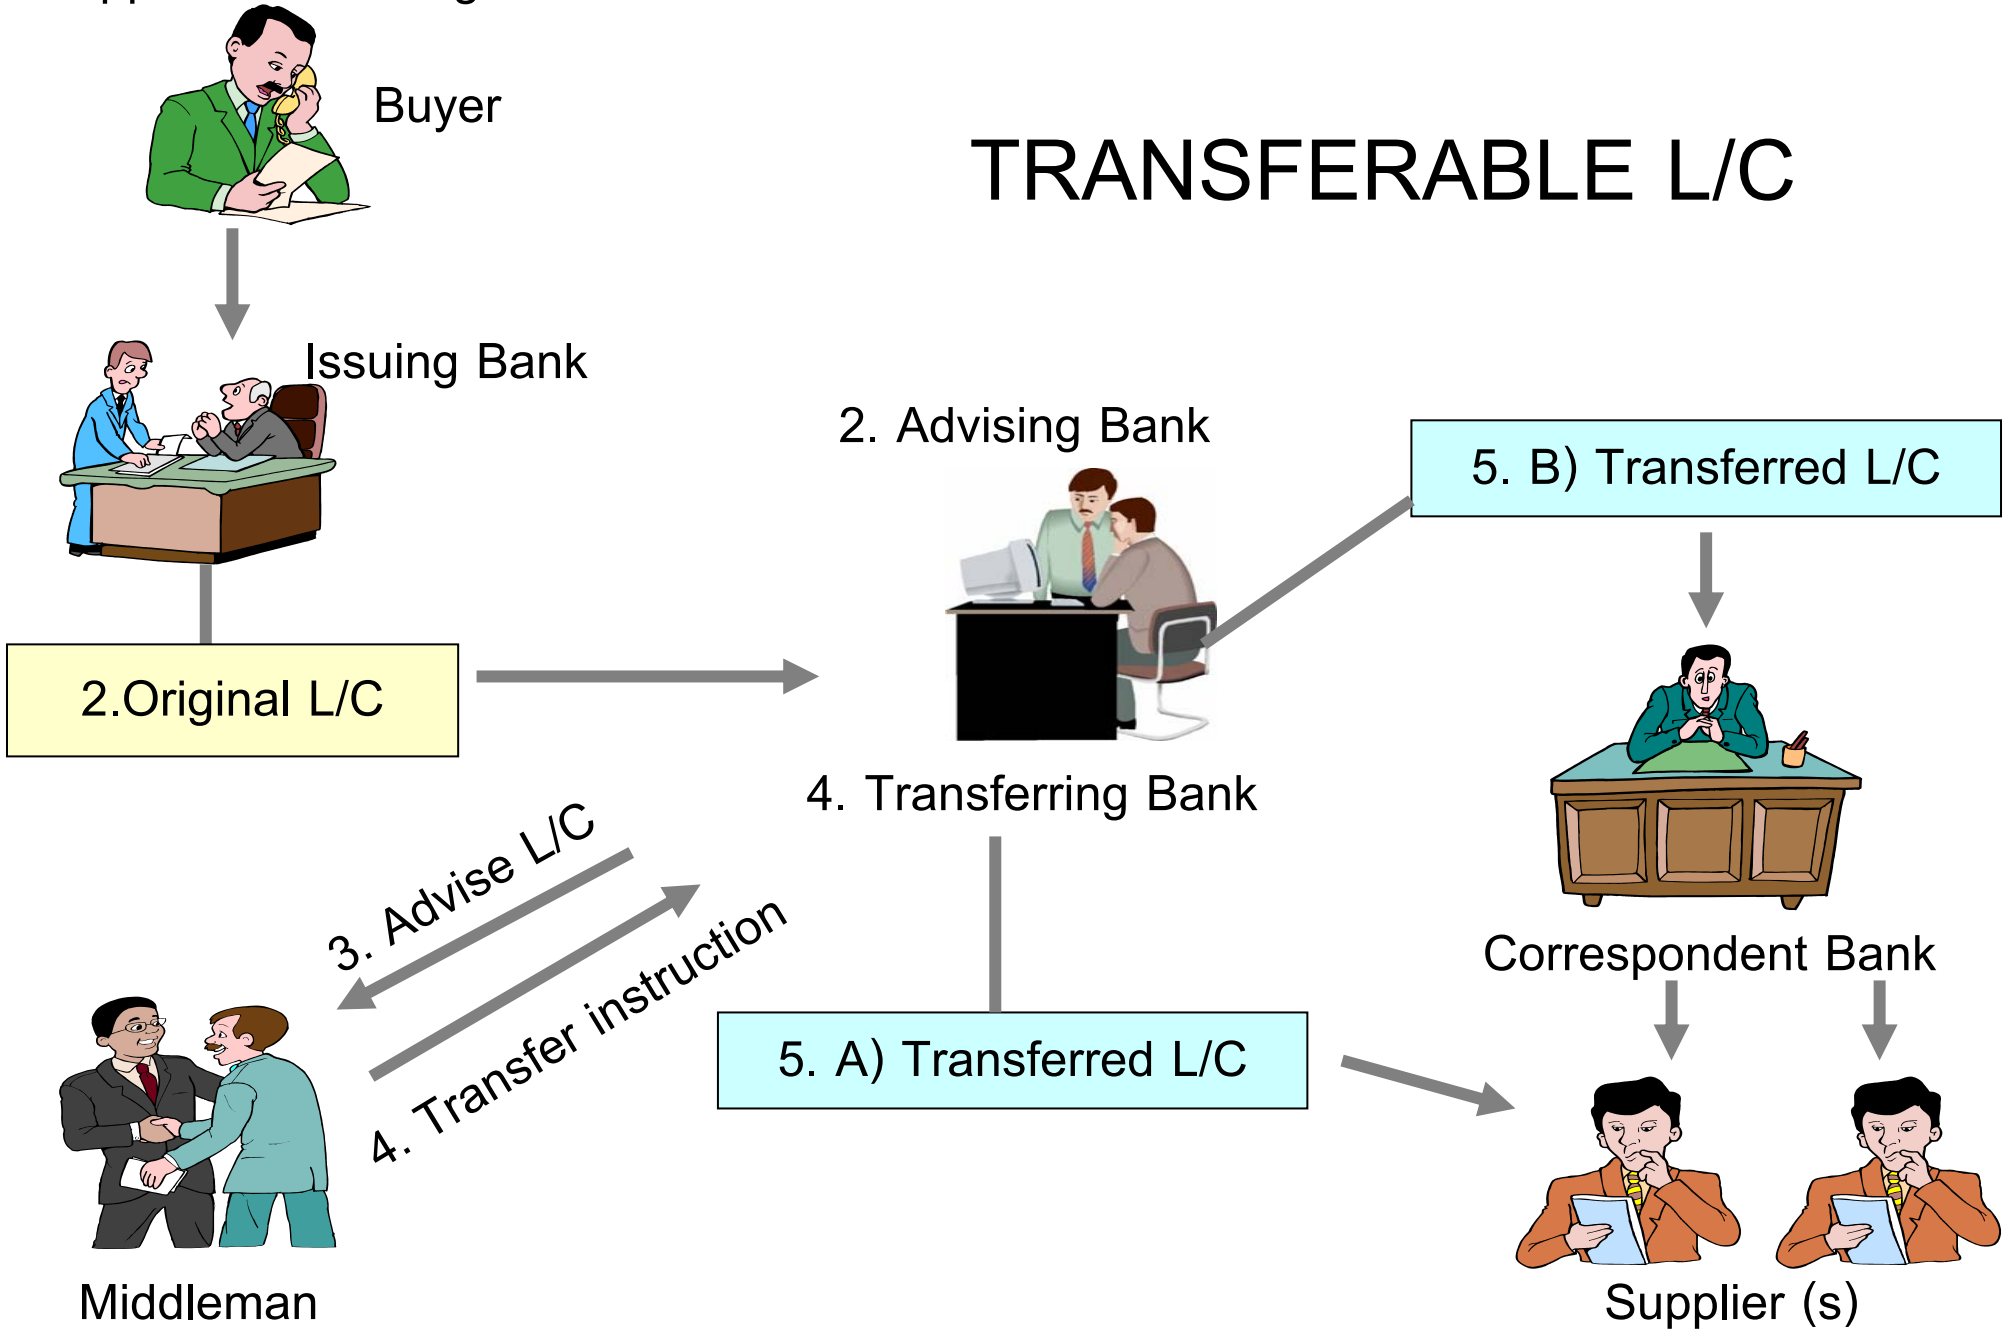 Buyer
TRANSFERABLE L/C
Issuing Bank
2. Advising Bank
5. B) Transferred L/C
2.Original L/C
4. Transferring Bank
3. Advise L/C
4. Transfer instruction
Correspondent Bank
5. A) Transferred L/C
Middleman
Supplier (s)